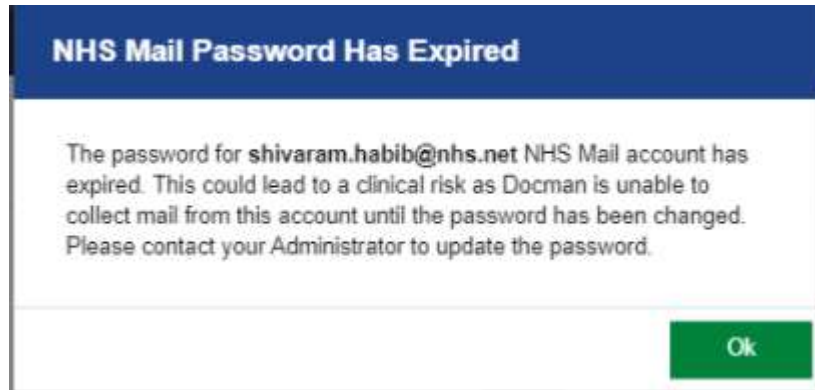 NHS Mail Password Has Expired
The password for shivaram.habib@nhs.net NHS Mail account has
expired. This could lead to a clinical risk as Docman is unable to
collect mail from this account until the password has been changed.
Please contact your Administrator to update the password.
Ok